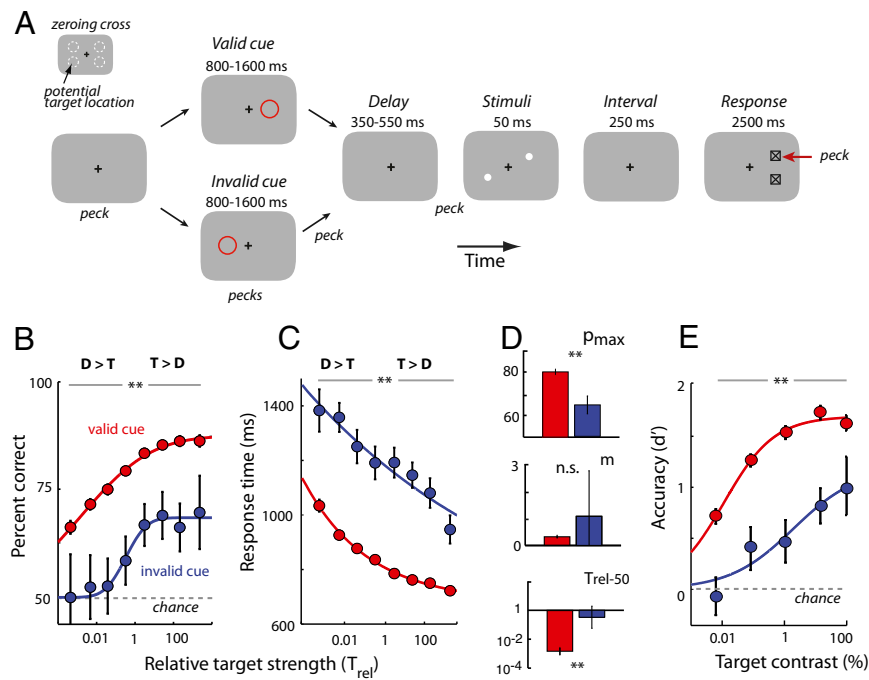 A
zeroing cross
potential
target location
peck
Valid cue
800-1600 ms
Invalid cue
800-1600 ms
pecks
peck
Delay
350-550 ms
Stimuli
50 ms
peck
Interval
250 ms
Response
2500 ms
peck
Time
B
D > T
T > D
**
100
75
50
Percent correct
valid cue
invalid cue
chance
0.01
1
100
C
D > T
T > D
**
1400
1000
600
Response time (ms)
0.01
1
100
Relative target strength (Trel)
D
pmax
**
80
60
n.s.
m
3
0
Trel-50
1
10-2
10-4
**
E
**
2
1
0
Accuracy (d')
chance
0.01
1
100
Target contrast (%)